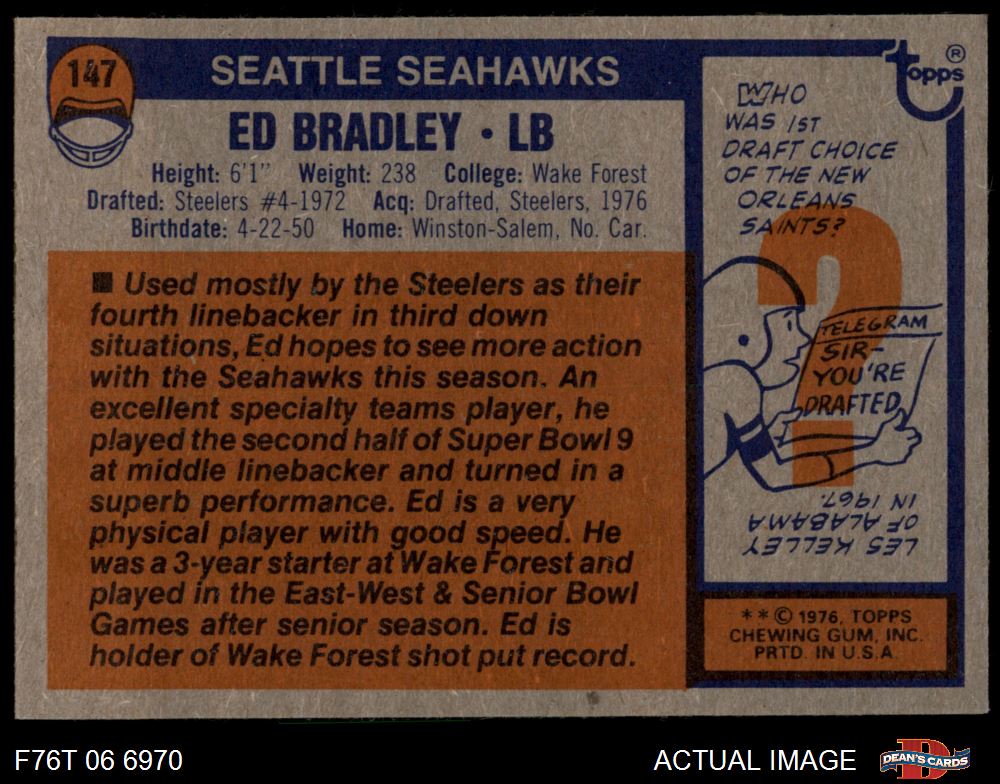 147
SEATTLE SEAHAWKS
ED BRADLEY • LB
Height: 6'1" Weight: 238 College: Wake Forest
Drafted: Steelers #4-1972 Acq: Drafted, Steelers, 1976
Birthdate: 4-22-50 Home: Winston-Salem, No. Car.
■ Used mostly by the Steelers as their
fourth linebacker in third down
situations, Ed hopes to see more action
with the Seahawks this season. An
excellent specialty teams player, he
played the second half of Super Bowl 9
at middle linebacker and turned in a
superb performance. Ed is a very
physical player with good speed. He
was a 3-year starter at Wake Forest and
played in the East-West & Senior Bowl
Games after senior season. Ed is
holder of Wake Forest shot put record.
topps ®
WHO
WAS 1ST
DRAFT CHOICE
OF THE NEW
ORLEANS
SAINTS?
TELEGRAM
SIR-
YOU'RE
DRAFTED
LES KELLEY
OF ALABAMA
IN 1967.
* * © 1976, TOPPS
CHEWING GUM, INC.
PRTD. IN U.S.A.
F76T 06 6970
ACTUAL IMAGE
DEAN'S CARDS